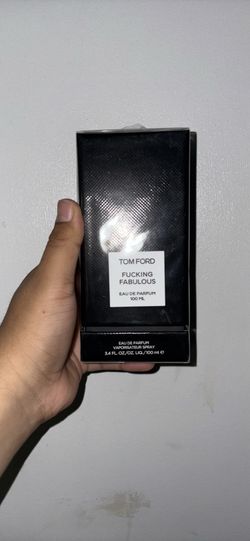 TOM FORD
FUCKING
FABULOUS
EAU DE PARFUM
100 ML
EAU DE PARFUM
VAPORISATEUR SPRAY
3.4 FL. OZ/OZ. LIQ./100 ml ℮